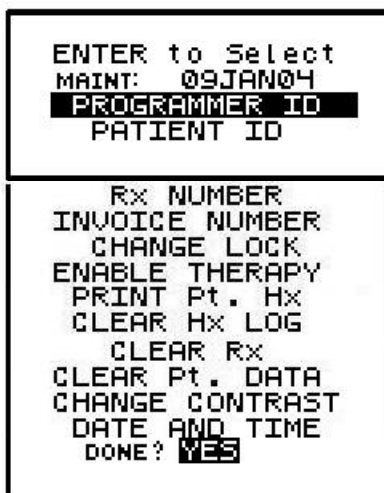 ENTER to Select
MAINT: 09JAN04
PROGRAMMER ID
PATIENT ID
Rx NUMBER
INVOICE NUMBER
CHANGE LOCK
ENABLE THERAPY
PRINT Pt. Hx
CLEAR Hx LOG
CLEAR Rx
CLEAR Pt. DATA
CHANGE CONTRAST
DATE AND TIME
DONE? YES